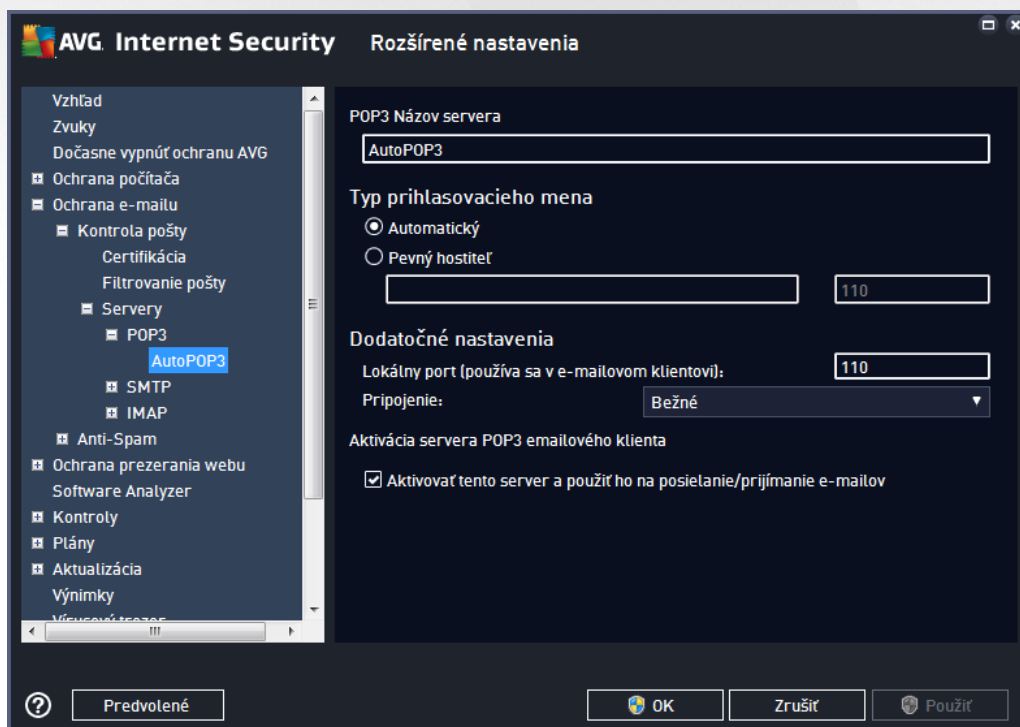 AVG. Internet Security Rozšírené nastavenia
Vzhľad
Zvuky
Dočasne vypnúť ochranu AVG
Ochrana počítača
Ochrana e-mailu
Kontrola pošty
Certifikácia
Filtrovanie pošty
Servery
POP3
AutoPOP3
SMTP
IMAP
Anti-Spam
Ochrana prezerania webu
Software Analyzer
Kontroly
Plány
Aktualizácia
Výnimky
Vírusový trezor
POP3 Názov servera
AutoPOP3
Typ prihlasovacieho mena
Automatický
Pevný hostiteľ
110
Dodatočné nastavenia
Lokálny port (používa sa v e-mailovom klientovi): 110
Pripojenie: Bežné
Aktivácia servera POP3 emailového klienta
Aktivovať tento server a použiť ho na posielanie/prijímanie e-mailov
Predvolené OK Zrušiť Použiť